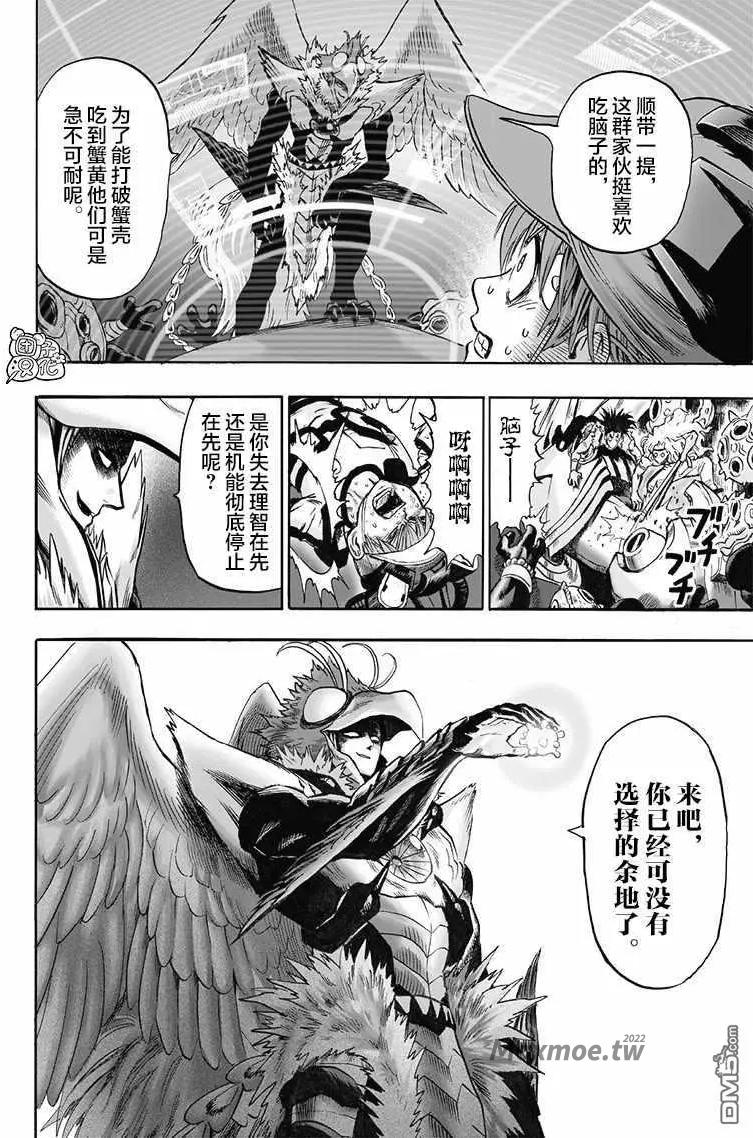 顺带一提，
这群家伙挺喜欢
吃脑子的，
为了能打破蟹壳
吃到蟹黄他们可是
急不可耐呢。
脑子——
ブチ
ブチ
呀啊啊啊
是你失去理智在先
还是机能彻底停止
在先呢？
来吧，
你已经可没有
选择的余地了。
2022
Moxmoe.tw
DM5.com